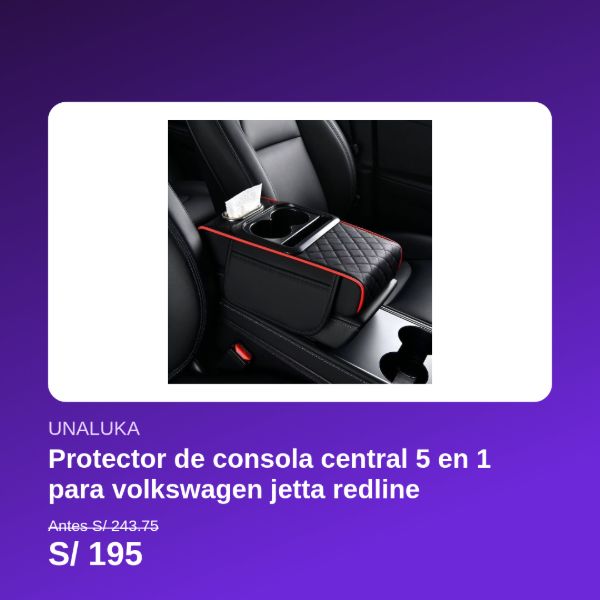 UNALUKA
Protector de consola central 5 en 1
para volkswagen jetta redline
Antes S/ 243.75
S/ 195